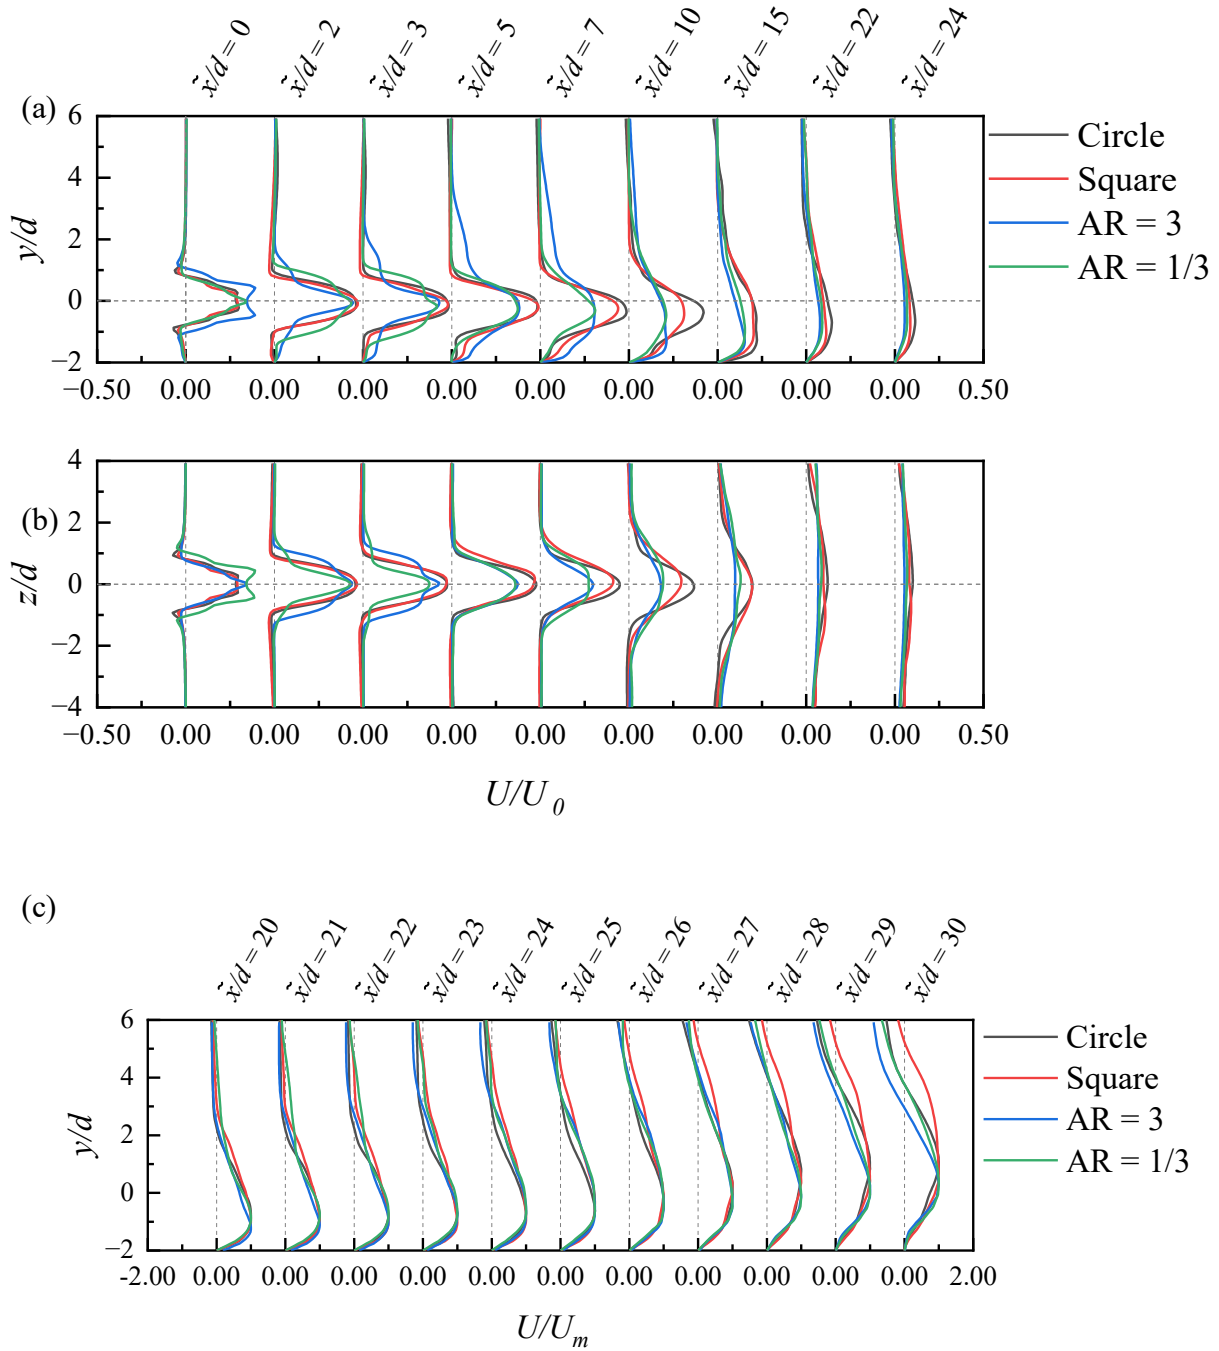 x̃/d = 0 x̃/d = 2 x̃/d = 3 x̃/d = 5 x̃/d = 7 x̃/d = 10 x̃/d = 15 x̃/d = 22 x̃/d = 24
(a)
6
4
2
0
−2
y/d
Circle
Square
AR = 3
AR = 1/3
−0.50 0.00 0.00 0.00 0.00 0.00 0.00 0.00 0.00 0.00 0.50
(b)
4
2
0
−2
−4
z/d
−0.50 0.00 0.00 0.00 0.00 0.00 0.00 0.00 0.00 0.00 0.50
U/U₀
(c)
x̃/d = 20 x̃/d = 21 x̃/d = 22 x̃/d = 23 x̃/d = 24 x̃/d = 25 x̃/d = 26 x̃/d = 27 x̃/d = 28 x̃/d = 29 x̃/d = 30
6
4
2
0
−2
y/d
Circle
Square
AR = 3
AR = 1/3
-2.00 0.00 0.00 0.00 0.00 0.00 0.00 0.00 0.00 0.00 0.00 0.00 2.00
U/Uₘ